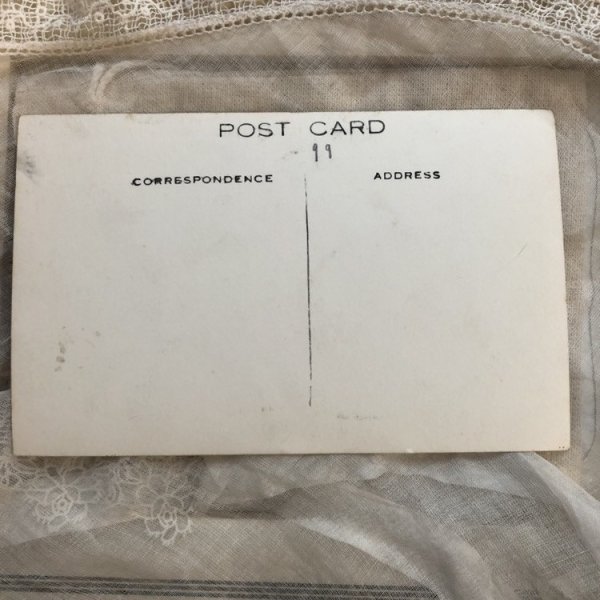 POST CARD
99
CORRESPONDENCE
ADDRESS